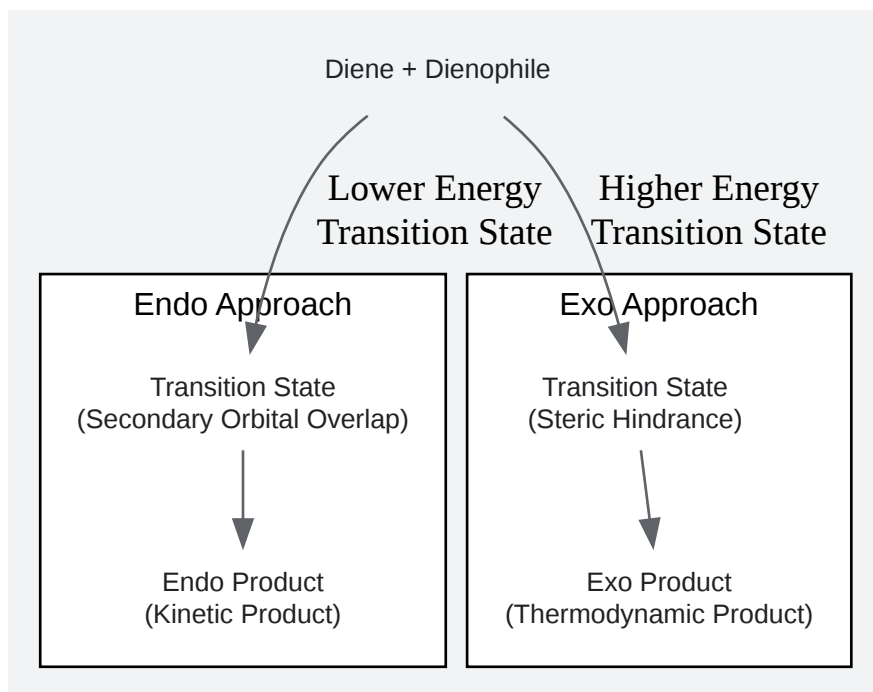 Diene + Dienophile
Lower Energy
Transition State
Higher Energy
Transition State
Endo Approach
Transition State
(Secondary Orbital Overlap)
Endo Product
(Kinetic Product)
Exo Approach
Transition State
(Steric Hindrance)
Exo Product
(Thermodynamic Product)